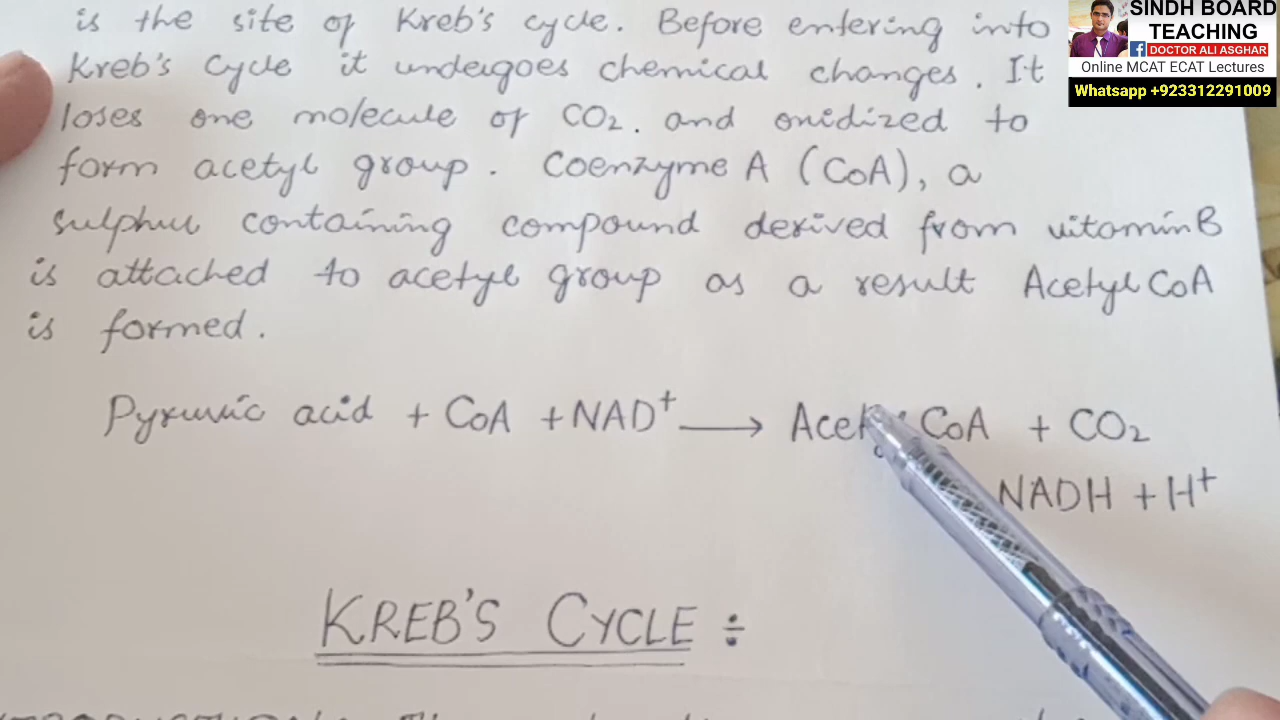 SINDH BOARD
TEACHING
f DOCTOR ALI ASGHAR
Online MCAT ECAT Lectures
Whatsapp +923312291009
is the site of Kreb's cycle. Before entering into
Kreb's Cycle it undergoes chemical changes. It
loses one molecule of CO₂. and oxidized to
form acetyl group. Coenzyme A (CoA), a
sulphur containing compound derived from vitamin B
is attached to acetyl group as a result Acetyl CoA
is formed.
Pyruvic acid + CoA + NAD⁺ → Acetyl CoA + CO₂
NADH + H⁺
KREB'S CYCLE ÷